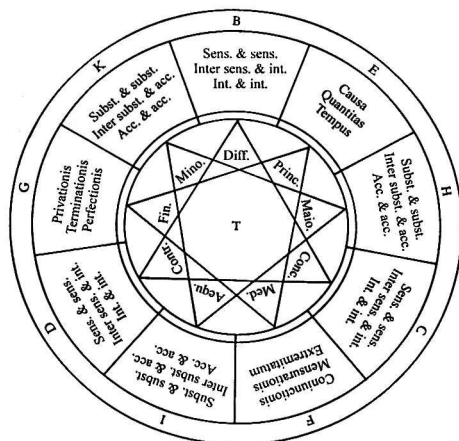 B
Sens. & sens.
Inter sens. & int.
Int. & int.
E
Causa
Quantitas
Tempus
H
Subst. & subst.
Inter subst. & acc.
Acc. & acc.
C
Sens. & sens.
Inter sens. & int.
Int. & int.
F
Coniunctionis
Mensurationis
Extremitatum
I
Subst. & subst.
Inter subst. & acc.
Acc. & acc.
D
Sens. & sens.
Inter sens. & int.
Int & int.
G
Privationis
Terminationis
Perfectionis
K
Subst. & subst.
Inter subst. & acc.
Acc. & acc.
Diff.
Princ.
Maio.
Conc.
Med.
Aequ.
Contr.
Fin.
Mino.
T